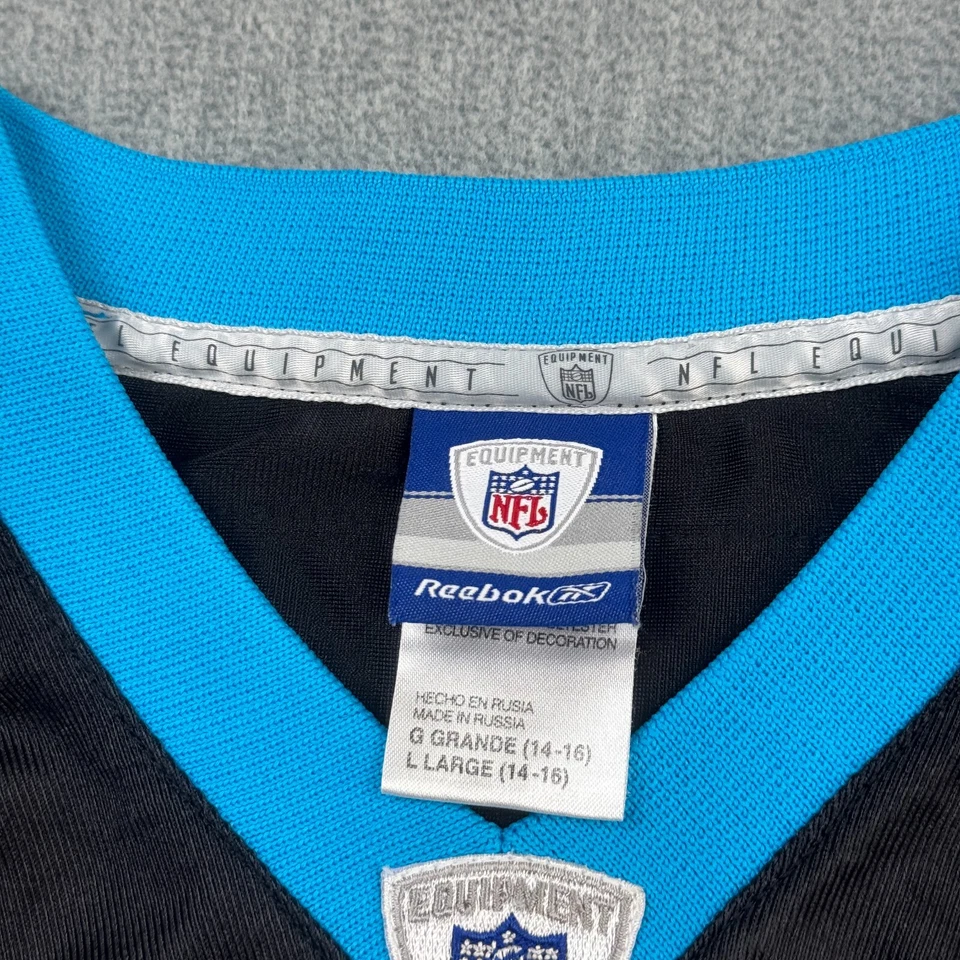 L EQUIPMENT
EQUIPMENT
NFL
NFL EQUI
EQUIPMENT
NFL
Reebok
EXCLUSIVE OF DECORATION
HECHO EN RUSIA
MADE IN RUSSIA
G GRANDE (14-16)
L LARGE (14-16)
EQUIPMENT